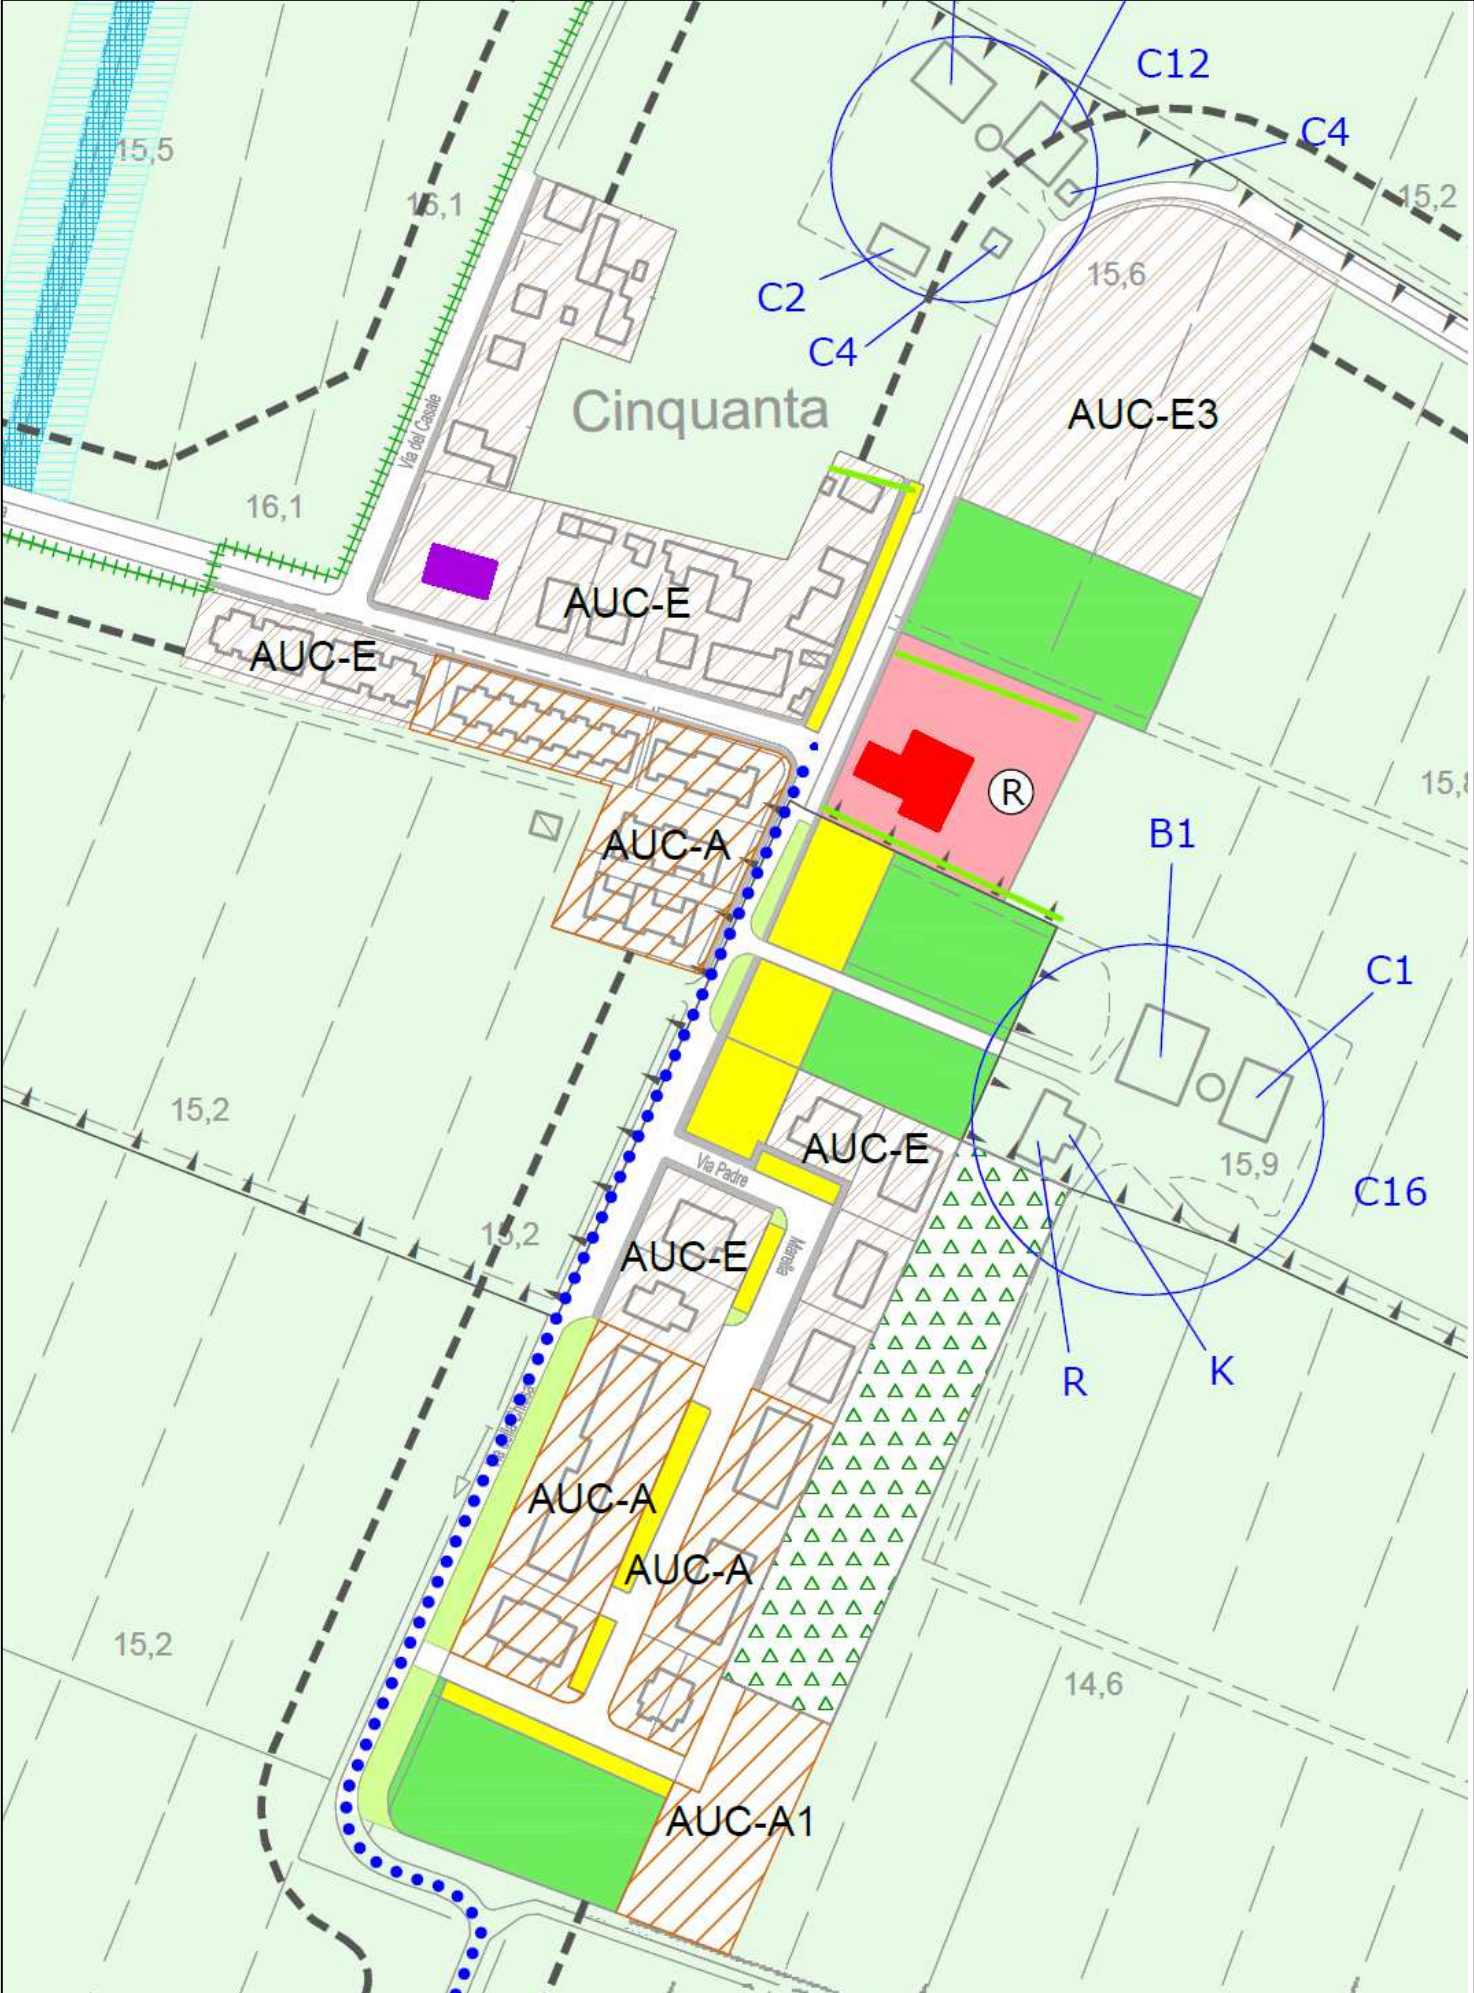 C12
C4
15,5
16,1
15,2
15,6
C2
C4
Via del Casale
Cinquanta
AUC-E3
16,1
AUC-E
AUC-E
R
15,8
B1
AUC-A
C1
15,2
AUC-E
Via Padre
15,9
C16
15,2
AUC-E
Marella
R
K
AUC-A
AUC-A
15,2
14,6
AUC-A1